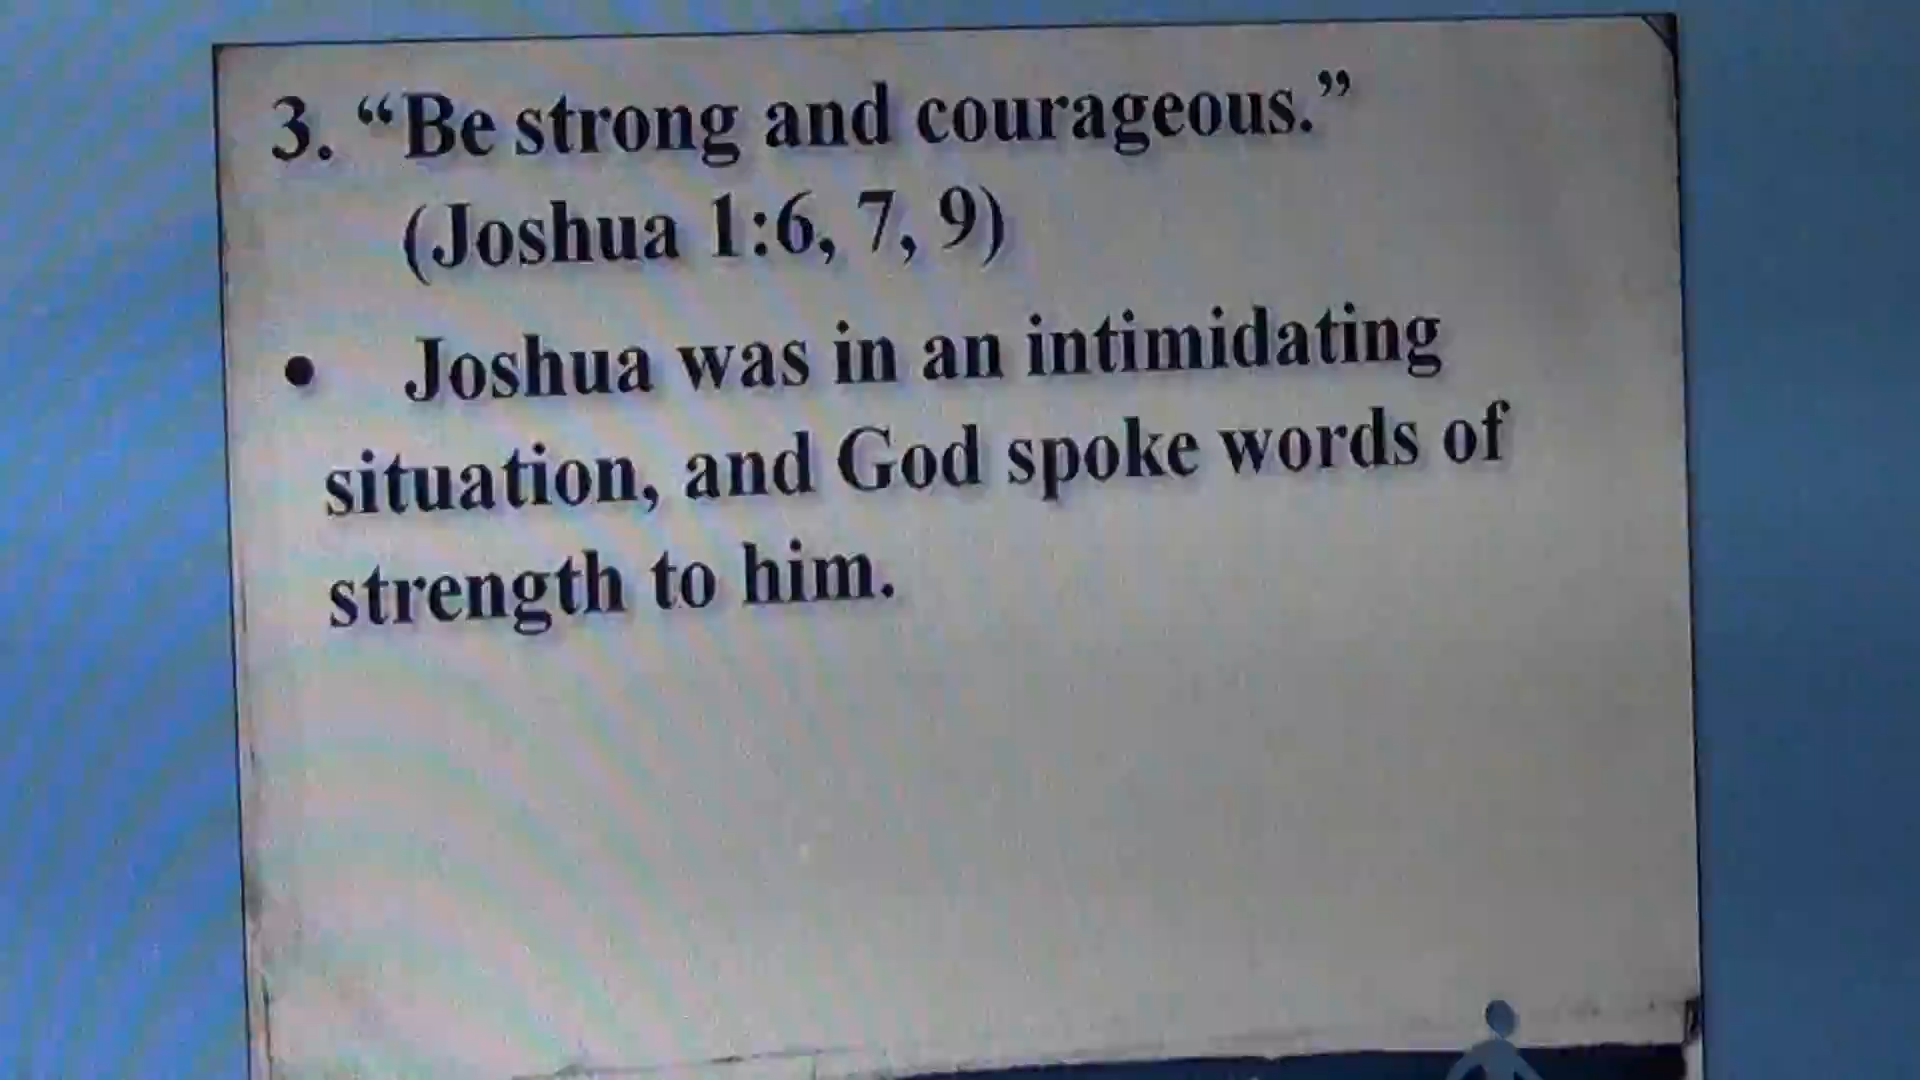 3. “Be strong and courageous.”
(Joshua 1:6, 7, 9)
• Joshua was in an intimidating
situation, and God spoke words of
strength to him.